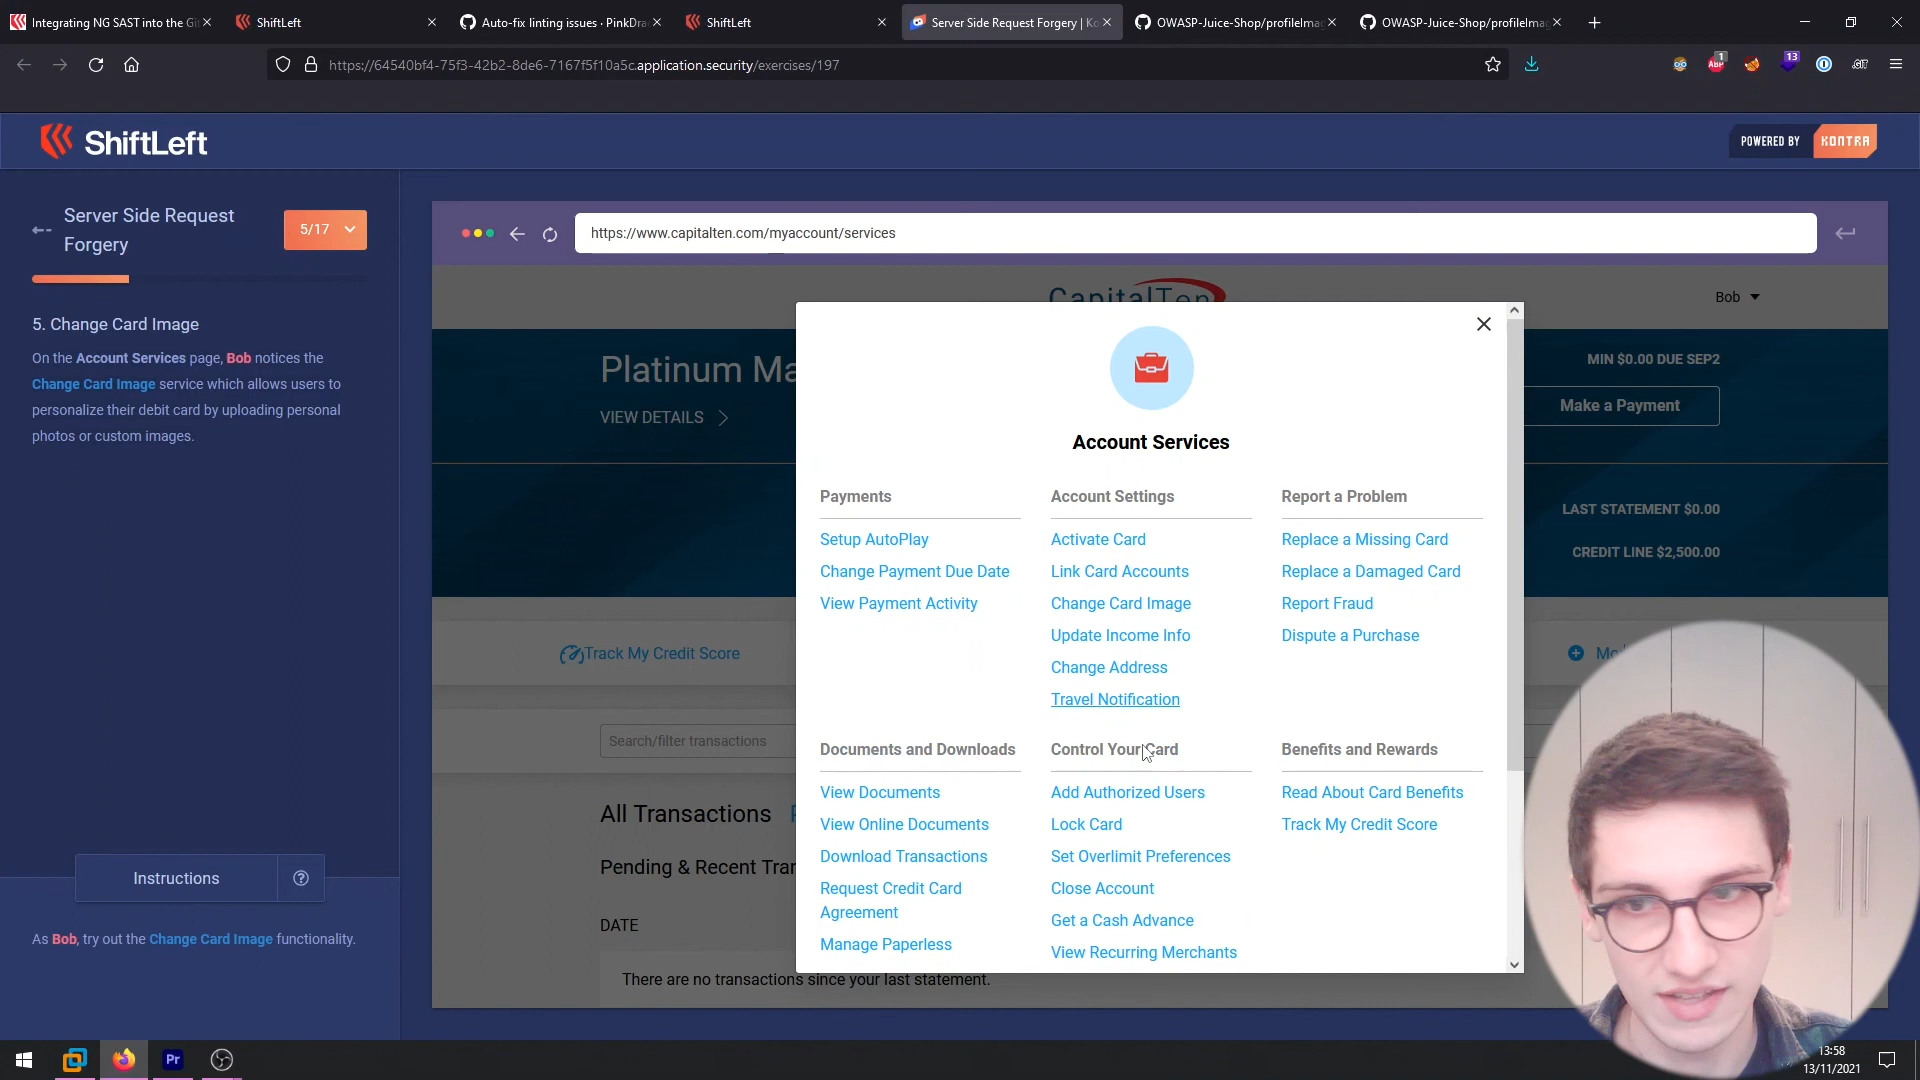 Integrating NG SAST into the Git
ShiftLeft
Auto-fix linting issues · PinkDra
ShiftLeft
Server Side Request Forgery | Ko
OWASP-Juice-Shop/profileImag
OWASP-Juice-Shop/profileImag
https://64540bf4-75f3-42b2-8de6-7167f5f10a5c.application.security/exercises/197
ABP
1
13
.GIT
ShiftLeft
POWERED BY KONTRA
Server Side Request
Forgery
5/17
5. Change Card Image
On the Account Services page, Bob notices the
Change Card Image service which allows users to
personalize their debit card by uploading personal
photos or custom images.
Instructions
As Bob, try out the Change Card Image functionality.
https://www.capitalten.com/myaccount/services
CapitalTen
Bob
Platinum Ma
VIEW DETAILS
MIN $0.00 DUE SEP2
Make a Payment
LAST STATEMENT $0.00
CREDIT LINE $2,500.00
Track My Credit Score
Search/filter transactions
All Transactions
Pending & Recent Tran
DATE
There are no transactions since your last statement.
Account Services
Payments
Setup AutoPlay
Change Payment Due Date
View Payment Activity
Account Settings
Activate Card
Link Card Accounts
Change Card Image
Update Income Info
Change Address
Travel Notification
Report a Problem
Replace a Missing Card
Replace a Damaged Card
Report Fraud
Dispute a Purchase
Documents and Downloads
View Documents
View Online Documents
Download Transactions
Request Credit Card
Agreement
Manage Paperless
Control Your Card
Add Authorized Users
Lock Card
Set Overlimit Preferences
Close Account
Get a Cash Advance
View Recurring Merchants
Benefits and Rewards
Read About Card Benefits
Track My Credit Score
Pr
13:58
13/11/2021